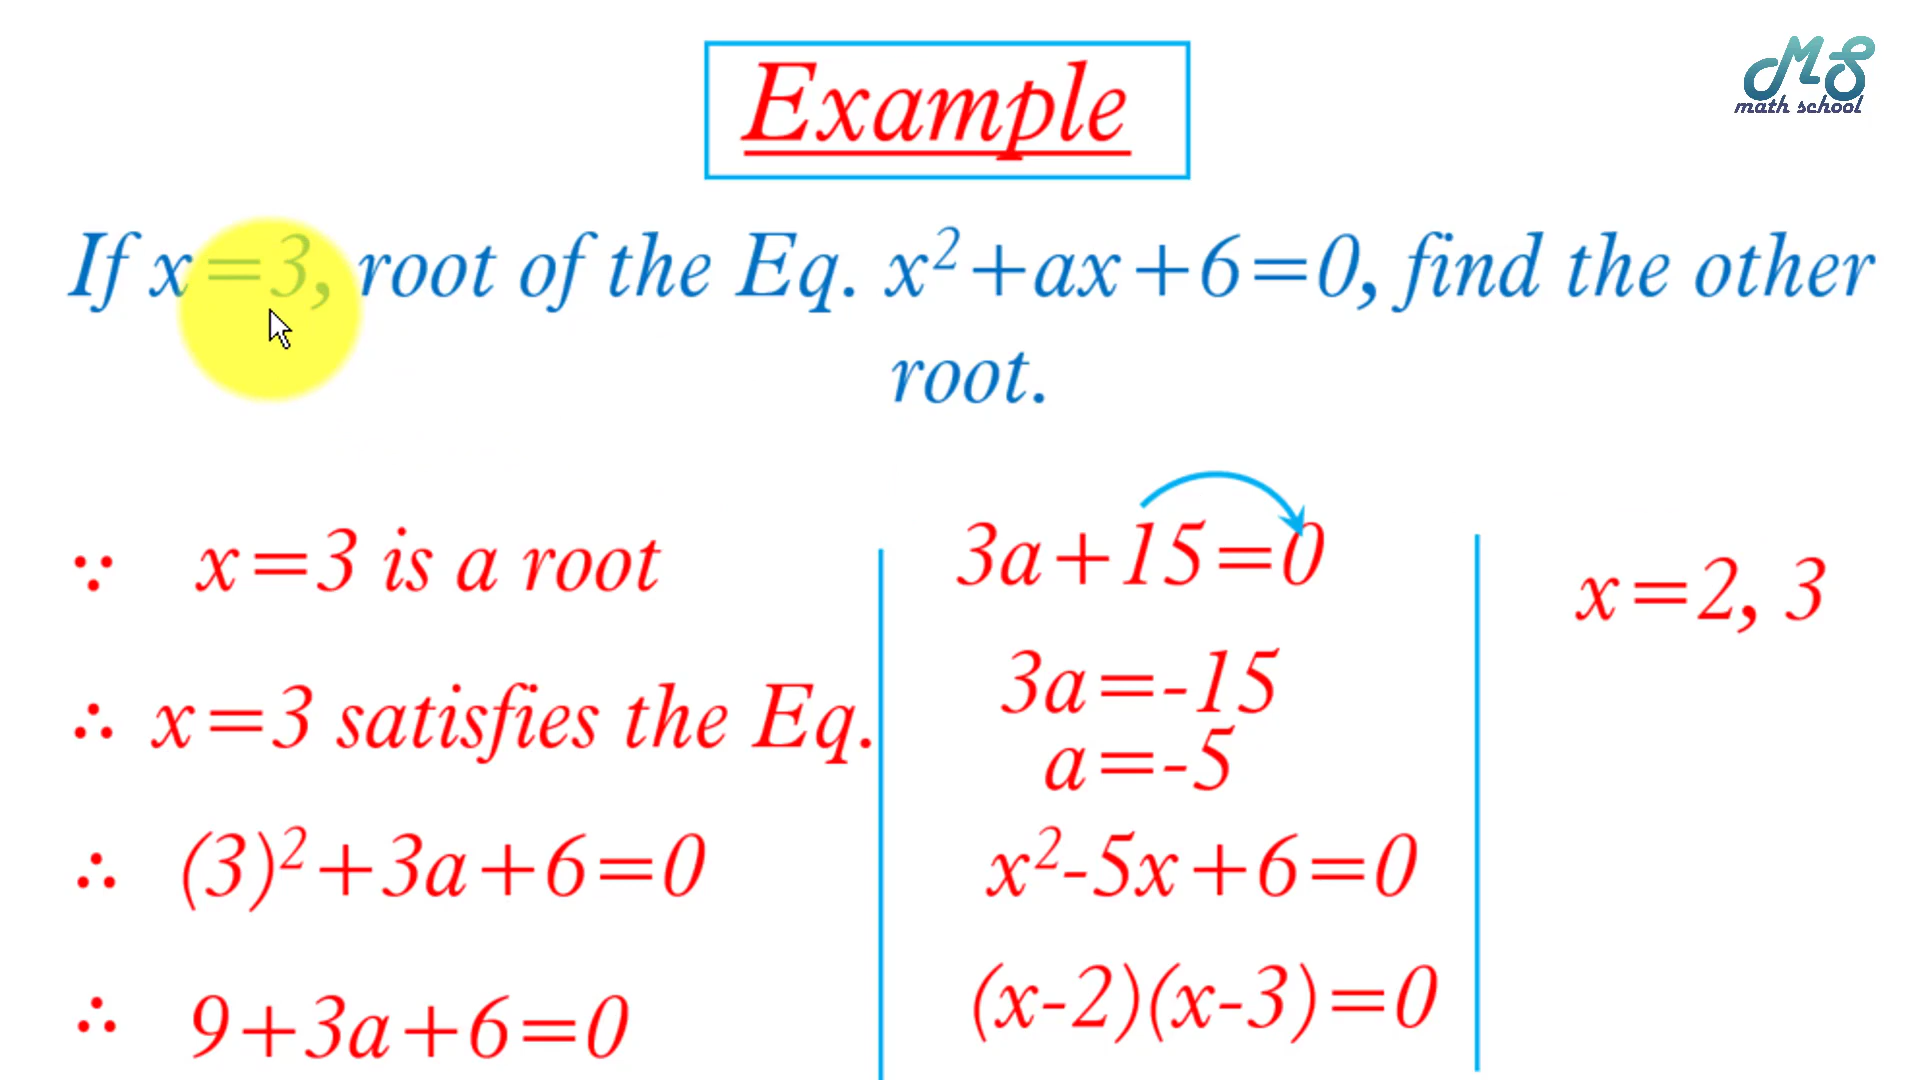 Example
MS
math school
If x=3, root of the Eq. x²+ax+6=0, find the other
root.
∵ x=3 is a root
∴ x=3 satisfies the Eq.
∴ (3)²+3a+6=0
∴ 9+3a+6=0
3a+15=0
3a=-15
a=-5
x²-5x+6=0
(x-2)(x-3)=0
x=2, 3